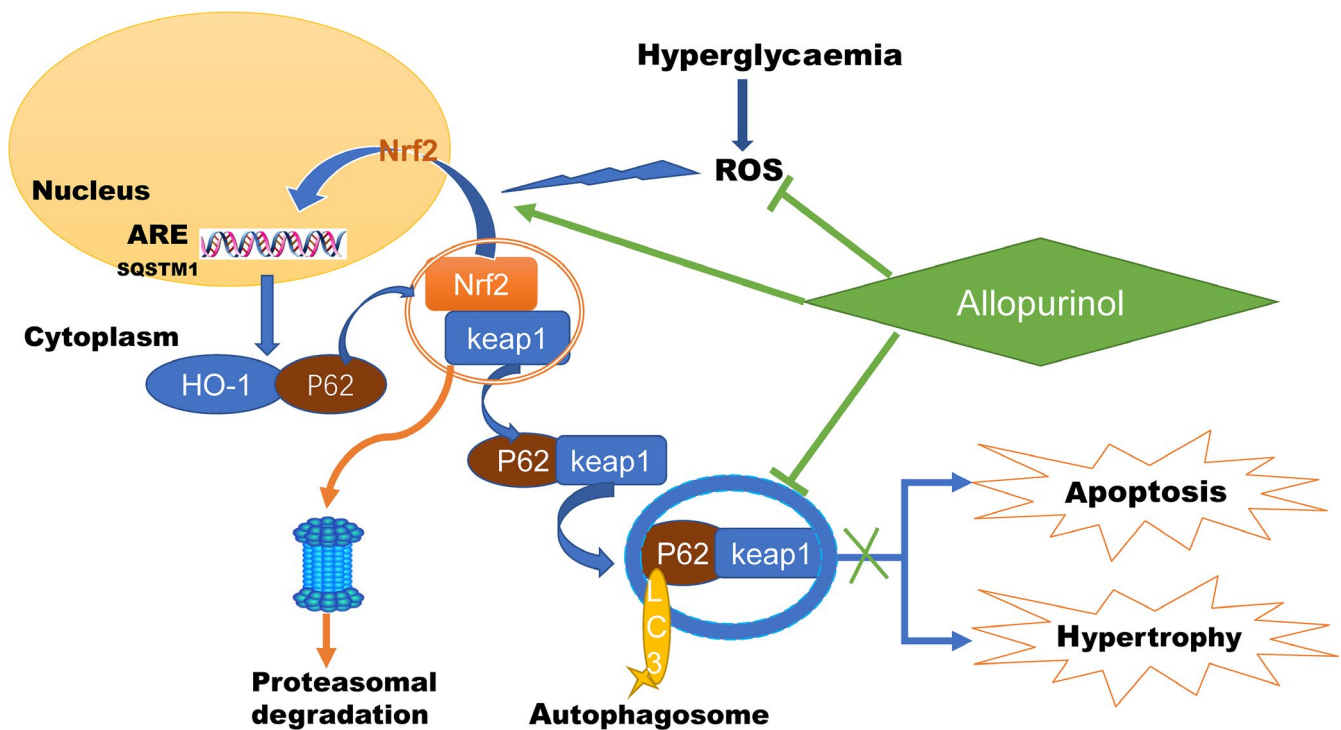 Hyperglycaemia
Nrf2
ROS
Nucleus
ARE
SQSTM1
Nrf2
Allopurinol
Cytoplasm
keap1
HO-1
P62
P62
keap1
Apoptosis
P62
keap1
LC3
Hypertrophy
Proteasomal
degradation
Autophagosome